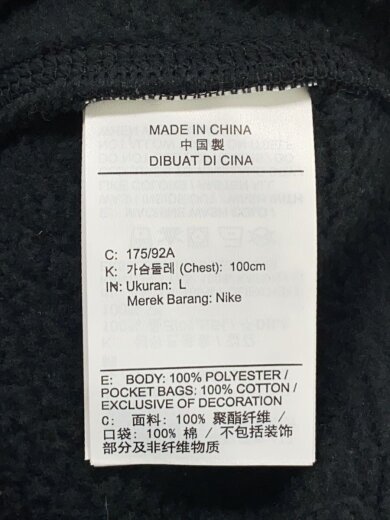 MADE IN CHINA
中国製
DIBUAT DI CINA
C: 175/92A
K: 가슴둘레 (Chest): 100cm
IN: Ukuran: L
Merek Barang: Nike
E: BODY: 100% POLYESTER /
POCKET BAGS: 100% COTTON /
EXCLUSIVE OF DECORATION
C: 面料: 100% 聚酯纤维 /
口袋: 100% 棉 / 不包括装饰
部分及非纤维物质